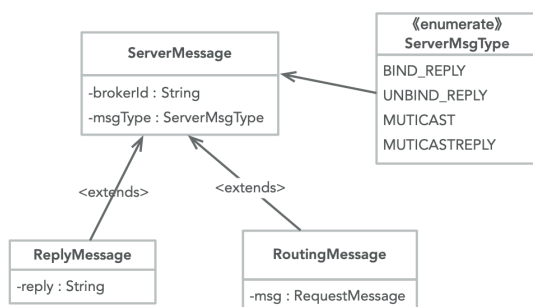 《enumerate》
ServerMsgType
BIND_REPLY
UNBIND_REPLY
MUTICAST
MUTICASTREPLY
ServerMessage
-brokerId : String
-msgType : ServerMsgType
<extends>
<extends>
ReplyMessage
-reply : String
RoutingMessage
-msg : RequestMessage